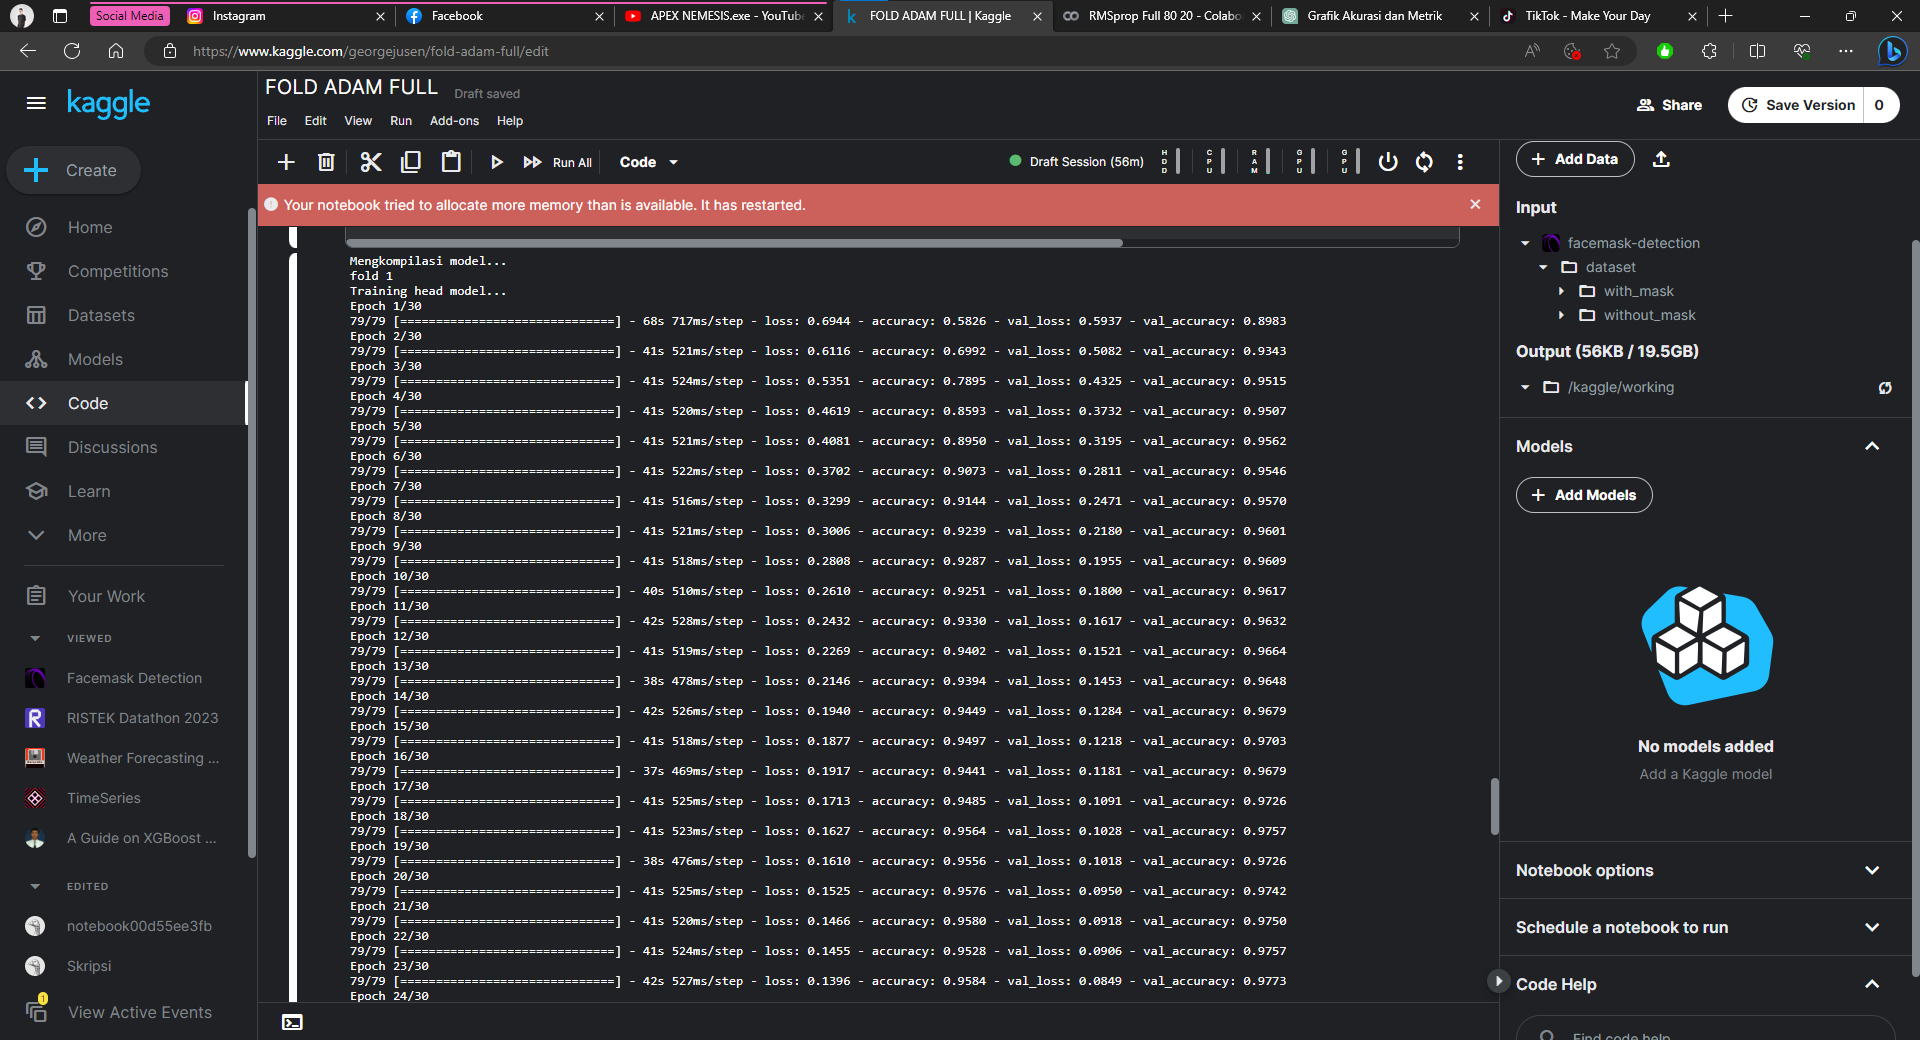 Social Media
Instagram
Facebook
APEX NEMESIS.exe - YouTube
FOLD ADAM FULL | Kaggle
RMSprop Full 80 20 - Colabo
Grafik Akurasi dan Metrik
TikTok - Make Your Day
https://www.kaggle.com/georgejusen/fold-adam-full/edit
kaggle
Create
Home
Competitions
Datasets
Models
Code
Discussions
Learn
More
Your Work
VIEWED
Facemask Detection
RISTEK Datathon 2023
Weather Forecasting ...
TimeSeries
A Guide on XGBoost ...
EDITED
notebook00d55ee3fb
Skripsi
1
View Active Events
FOLD ADAM FULL
Draft saved
File Edit View Run Add-ons Help
Share
Save Version 0
Run All
Code
Draft Session (56m)
HDD
CPU
RAM
GPU
GPU
Your notebook tried to allocate more memory than is available. It has restarted.
Mengkompilasi model...
fold 1
Training head model...
Epoch 1/30
79/79 [==============================] - 68s 717ms/step - loss: 0.6944 - accuracy: 0.5826 - val_loss: 0.5937 - val_accuracy: 0.8983
Epoch 2/30
79/79 [==============================] - 41s 521ms/step - loss: 0.6116 - accuracy: 0.6992 - val_loss: 0.5082 - val_accuracy: 0.9343
Epoch 3/30
79/79 [==============================] - 41s 524ms/step - loss: 0.5351 - accuracy: 0.7895 - val_loss: 0.4325 - val_accuracy: 0.9515
Epoch 4/30
79/79 [==============================] - 41s 520ms/step - loss: 0.4619 - accuracy: 0.8593 - val_loss: 0.3732 - val_accuracy: 0.9507
Epoch 5/30
79/79 [==============================] - 41s 521ms/step - loss: 0.4081 - accuracy: 0.8950 - val_loss: 0.3195 - val_accuracy: 0.9562
Epoch 6/30
79/79 [==============================] - 41s 522ms/step - loss: 0.3702 - accuracy: 0.9073 - val_loss: 0.2811 - val_accuracy: 0.9546
Epoch 7/30
79/79 [==============================] - 41s 516ms/step - loss: 0.3299 - accuracy: 0.9144 - val_loss: 0.2471 - val_accuracy: 0.9570
Epoch 8/30
79/79 [==============================] - 41s 521ms/step - loss: 0.3006 - accuracy: 0.9239 - val_loss: 0.2180 - val_accuracy: 0.9601
Epoch 9/30
79/79 [==============================] - 41s 518ms/step - loss: 0.2808 - accuracy: 0.9287 - val_loss: 0.1955 - val_accuracy: 0.9609
Epoch 10/30
79/79 [==============================] - 40s 510ms/step - loss: 0.2610 - accuracy: 0.9251 - val_loss: 0.1800 - val_accuracy: 0.9617
Epoch 11/30
79/79 [==============================] - 42s 528ms/step - loss: 0.2432 - accuracy: 0.9330 - val_loss: 0.1617 - val_accuracy: 0.9632
Epoch 12/30
79/79 [==============================] - 41s 519ms/step - loss: 0.2269 - accuracy: 0.9402 - val_loss: 0.1521 - val_accuracy: 0.9664
Epoch 13/30
79/79 [==============================] - 38s 478ms/step - loss: 0.2146 - accuracy: 0.9394 - val_loss: 0.1453 - val_accuracy: 0.9648
Epoch 14/30
79/79 [==============================] - 42s 526ms/step - loss: 0.1940 - accuracy: 0.9449 - val_loss: 0.1284 - val_accuracy: 0.9679
Epoch 15/30
79/79 [==============================] - 41s 518ms/step - loss: 0.1877 - accuracy: 0.9497 - val_loss: 0.1218 - val_accuracy: 0.9703
Epoch 16/30
79/79 [==============================] - 37s 469ms/step - loss: 0.1917 - accuracy: 0.9441 - val_loss: 0.1181 - val_accuracy: 0.9679
Epoch 17/30
79/79 [==============================] - 41s 525ms/step - loss: 0.1713 - accuracy: 0.9485 - val_loss: 0.1091 - val_accuracy: 0.9726
Epoch 18/30
79/79 [==============================] - 41s 523ms/step - loss: 0.1627 - accuracy: 0.9564 - val_loss: 0.1028 - val_accuracy: 0.9757
Epoch 19/30
79/79 [==============================] - 38s 476ms/step - loss: 0.1610 - accuracy: 0.9556 - val_loss: 0.1018 - val_accuracy: 0.9726
Epoch 20/30
79/79 [==============================] - 41s 525ms/step - loss: 0.1525 - accuracy: 0.9576 - val_loss: 0.0950 - val_accuracy: 0.9742
Epoch 21/30
79/79 [==============================] - 41s 520ms/step - loss: 0.1466 - accuracy: 0.9580 - val_loss: 0.0918 - val_accuracy: 0.9750
Epoch 22/30
79/79 [==============================] - 41s 524ms/step - loss: 0.1455 - accuracy: 0.9528 - val_loss: 0.0906 - val_accuracy: 0.9757
Epoch 23/30
79/79 [==============================] - 42s 527ms/step - loss: 0.1396 - accuracy: 0.9584 - val_loss: 0.0849 - val_accuracy: 0.9773
Epoch 24/30
Add Data
Input
facemask-detection
dataset
with_mask
without_mask
Output (56KB / 19.5GB)
/kaggle/working
Models
Add Models
No models added
Add a Kaggle model
Notebook options
Schedule a notebook to run
Code Help
Find code help